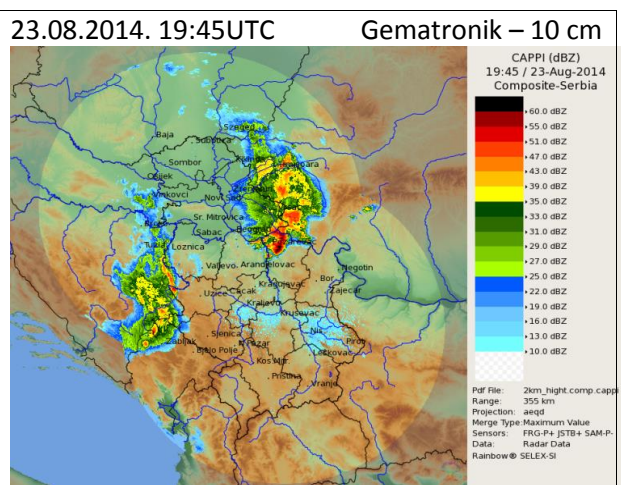 23.08.2014. 19:45UTC Gematronik – 10 cm
CAPPI (dBZ)
19:45 / 23-Aug-2014
Composite-Serbia
60.0 dBZ
55.0 dBZ
51.0 dBZ
47.0 dBZ
43.0 dBZ
39.0 dBZ
35.0 dBZ
33.0 dBZ
31.0 dBZ
29.0 dBZ
27.0 dBZ
25.0 dBZ
22.0 dBZ
19.0 dBZ
16.0 dBZ
13.0 dBZ
10.0 dBZ
Pdf File: 2km_hight.comp.cappi
Range: 355 km
Projection: aeqd
Merge Type: Maximum Value
Sensors: FRG-P+ JSTB+ SAM-P-
Data: Radar Data
Rainbow® SELEX-SI
Szeged
Baja
Subotica
Sombor
Osijek
Vinkovci
Novi Sad
Sr. Mitrovica
Sabac
Tuzla
Loznica
Valjevo
Arandjelovac
Negotin
Bor
Zajecar
Kragujevac
Uzice
Cacak
Kraljevo
Krusevac
Nis
Pirot
Sjenica
N.Pazar
Leskovac
Zabljak
Bjelo Polje
Kos.Mitr.
Pristina
Vranje